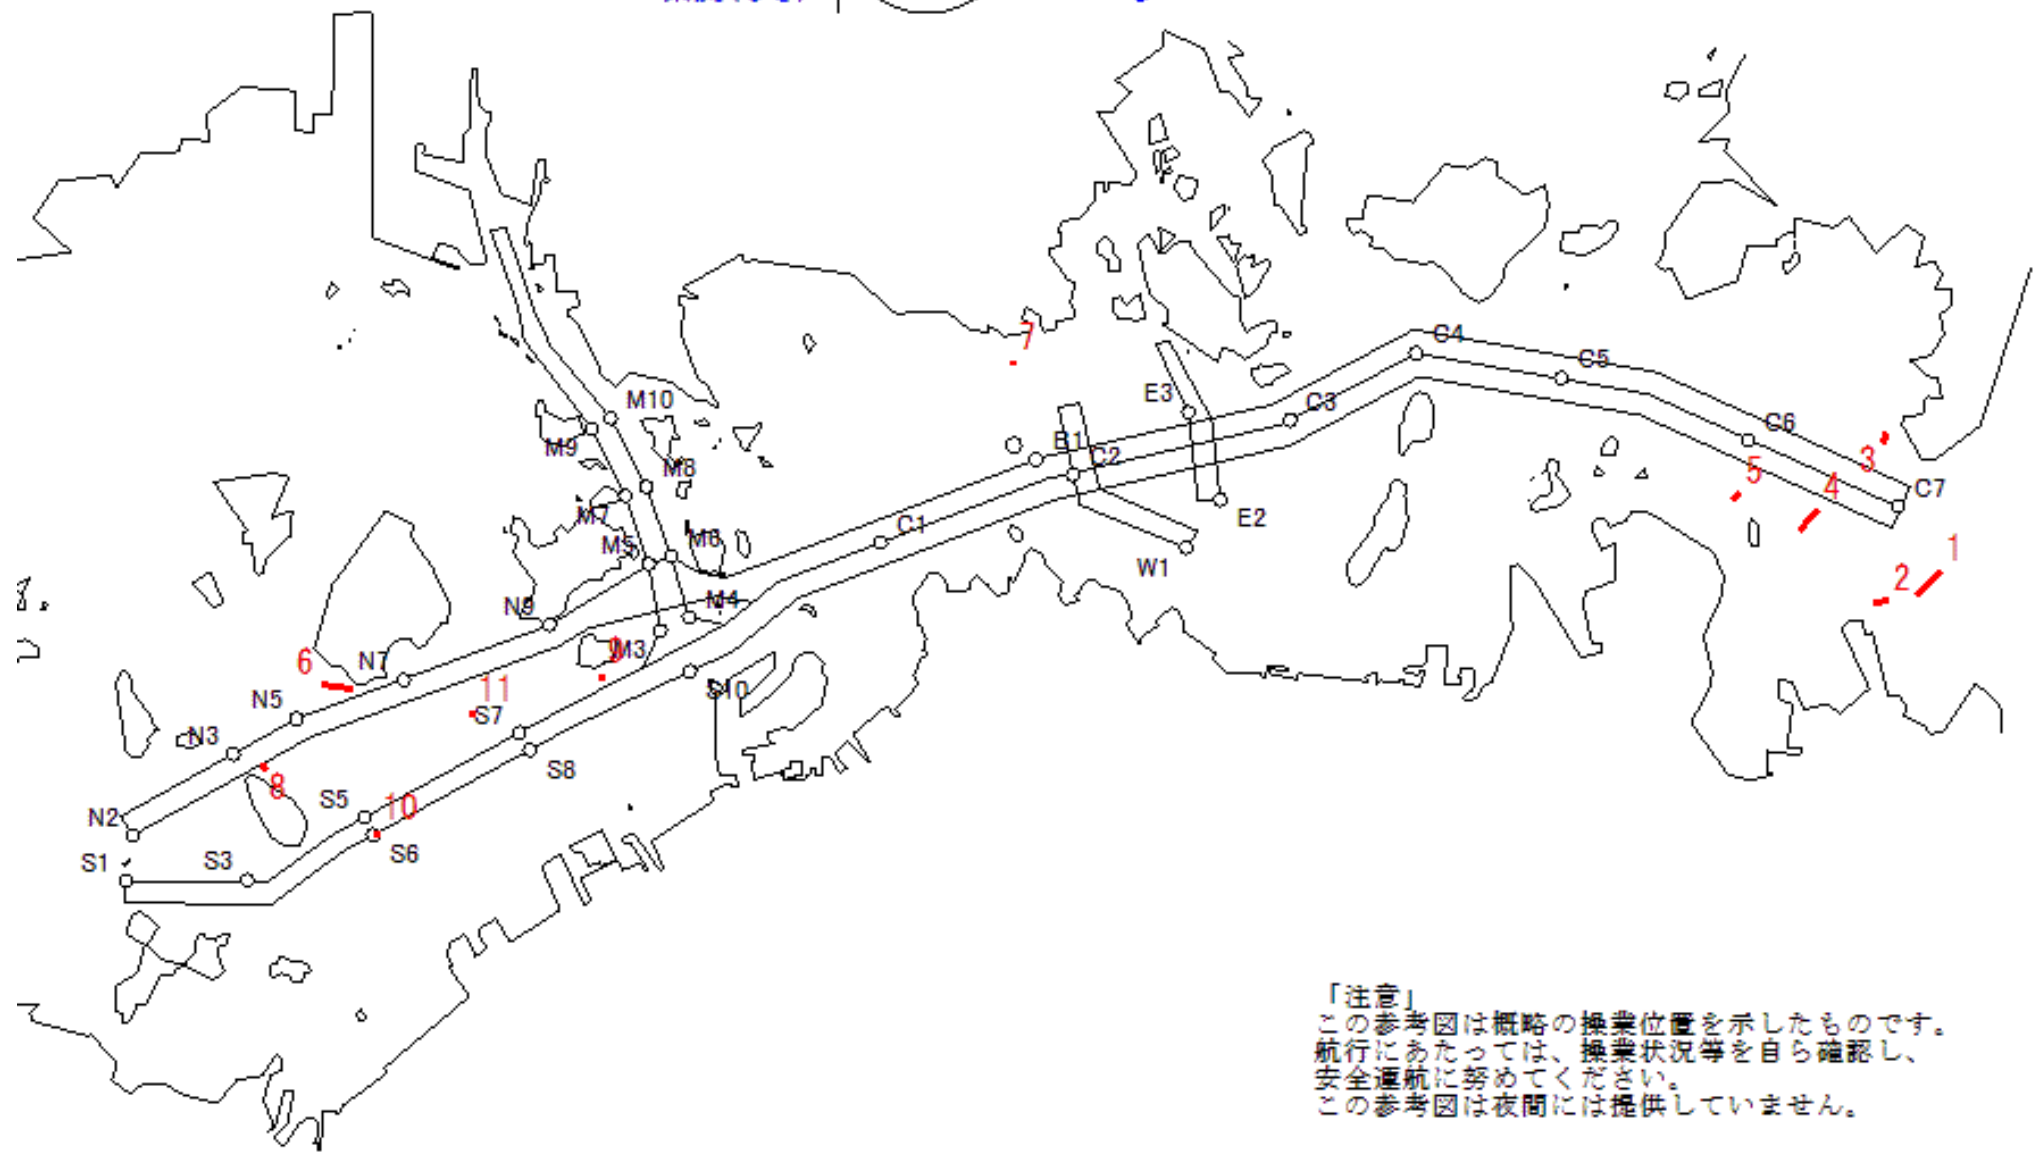 C4
C5
7
M10
E3
C3
C6
M9
B1
3
C2
5
M8
4
C7
E2
M7
C1
M5
M6
1
W1
2
N9
M4
9
M3
6
N7
11
S10
N5
S7
N3
S8
8
S5
10
N2
S6
S1
S3
「注意」
この参考図は概略の操業位置を示したものです。
航行にあたっては、操業状況等を自ら確認し、
安全運航に努めてください。
この参考図は夜間には提供していません。